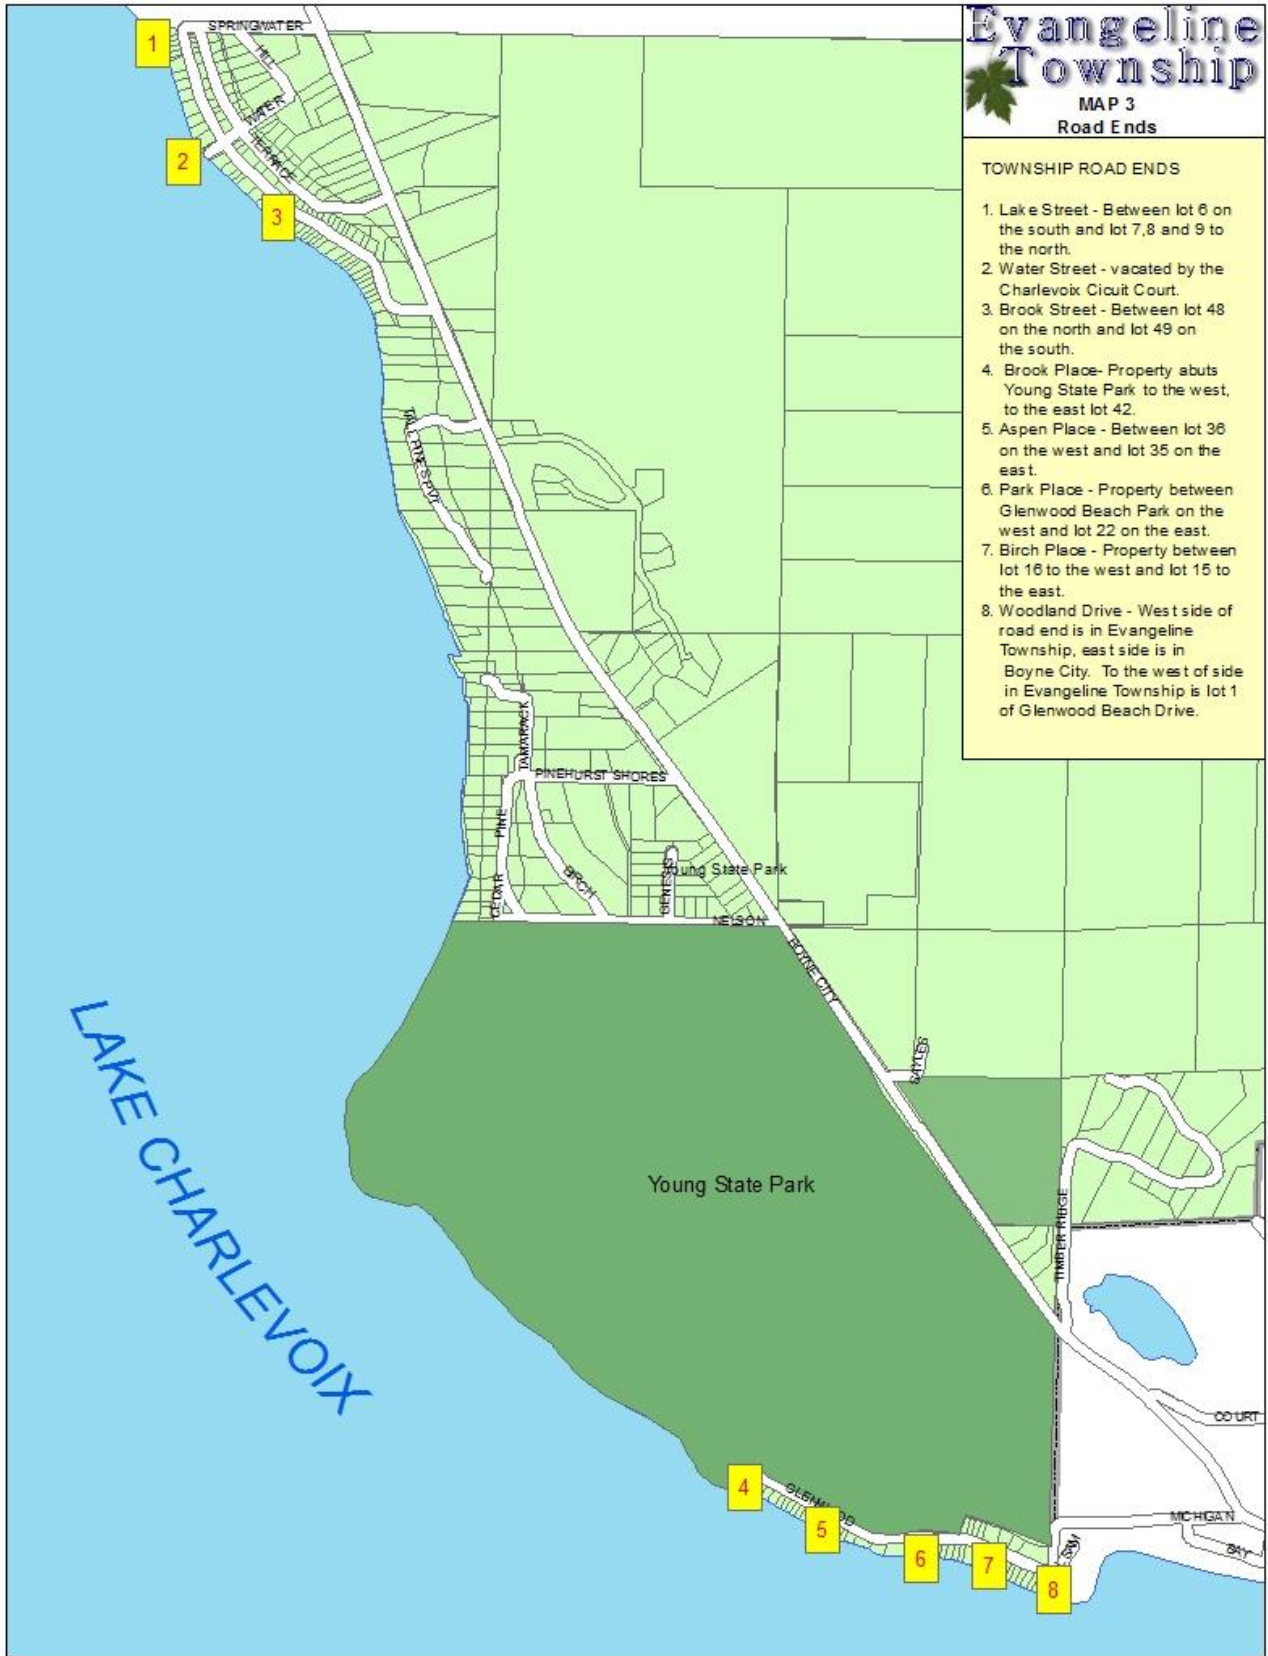 Evangeline
Township
MAP 3
Road Ends
TOWNSHIP ROAD ENDS
1. Lake Street - Between lot 6 on
the south and lot 7,8 and 9 to
the north.
2. Water Street - vacated by the
Charlevoix Cicuit Court.
3. Brook Street - Between lot 48
on the north and lot 49 on
the south.
4. Brook Place- Property abuts
Young State Park to the west,
to the east lot 42.
5. Aspen Place - Between lot 36
on the west and lot 35 on the
east.
6. Park Place - Property between
Glenwood Beach Park on the
west and lot 22 on the east.
7. Birch Place - Property between
lot 16 to the west and lot 15 to
the east.
8. Woodland Drive - West side of
road end is in Evangeline
Township, east side is in
Boyne City. To the west of side
in Evangeline Township is lot 1
of Glenwood Beach Drive.
1
SPRINGWATER
HILL
WATER
2
TERRACE
3
TALL PINES PVT
TAMARACK
PINEHURST SHORES
PINE
BIRCH
CEDAR
GENESIS
Young State Park
NELSON
BOYNE CITY
SAYLES
LAKE CHARLEVOIX
Young State Park
TIMBER RIDGE
COURT
4
GLENWOOD
5
6
7
8
MICHIGAN
BAY